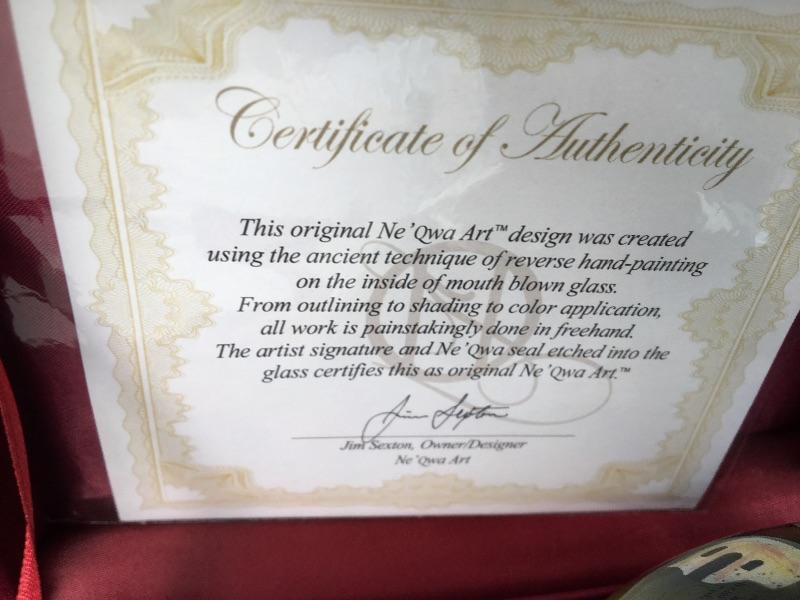 Certificate of Authenticity
This original Ne'Qwa Art™ design was created
using the ancient technique of reverse hand-painting
on the inside of mouth blown glass.
From outlining to shading to color application,
all work is painstakingly done in freehand.
The artist signature and Ne'Qwa seal etched into the
glass certifies this as original Ne'Qwa Art.™
Jim Sexton
Jim Sexton, Owner/Designer
Ne'Qwa Art